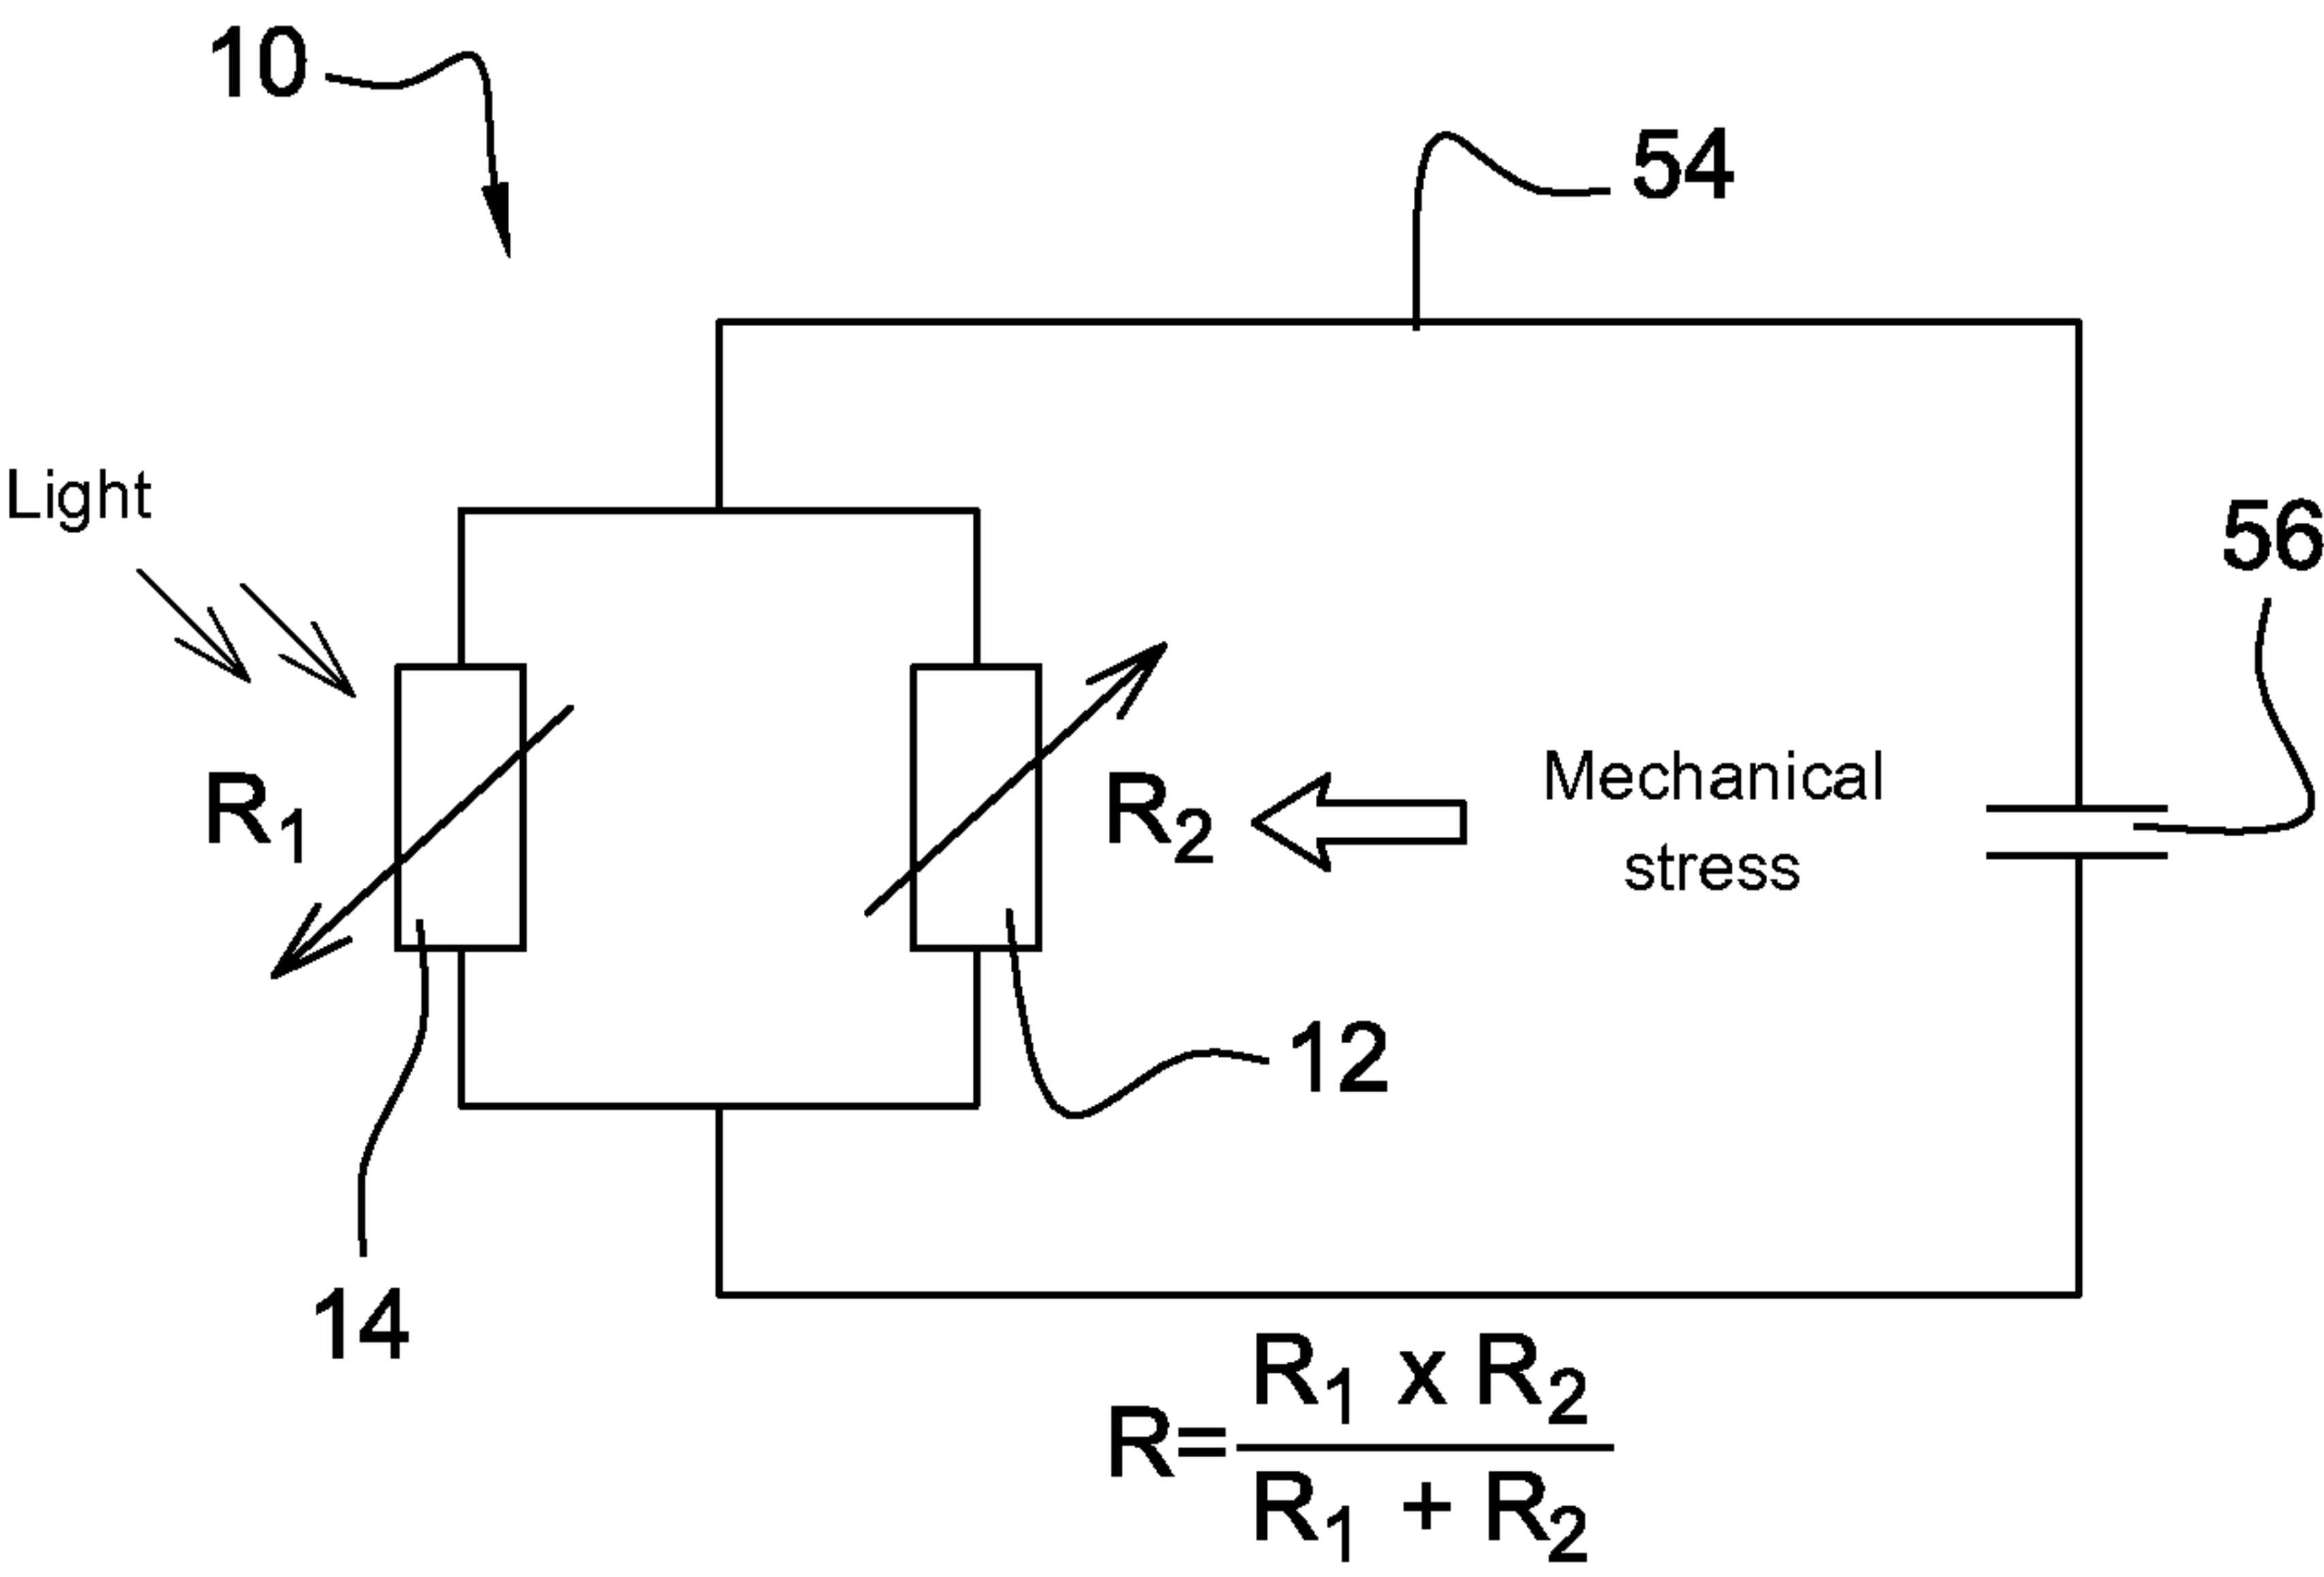 10
54
Light
56
R1
R2
Mechanical
stress
12
14
R= R1 x R2
R1 + R2